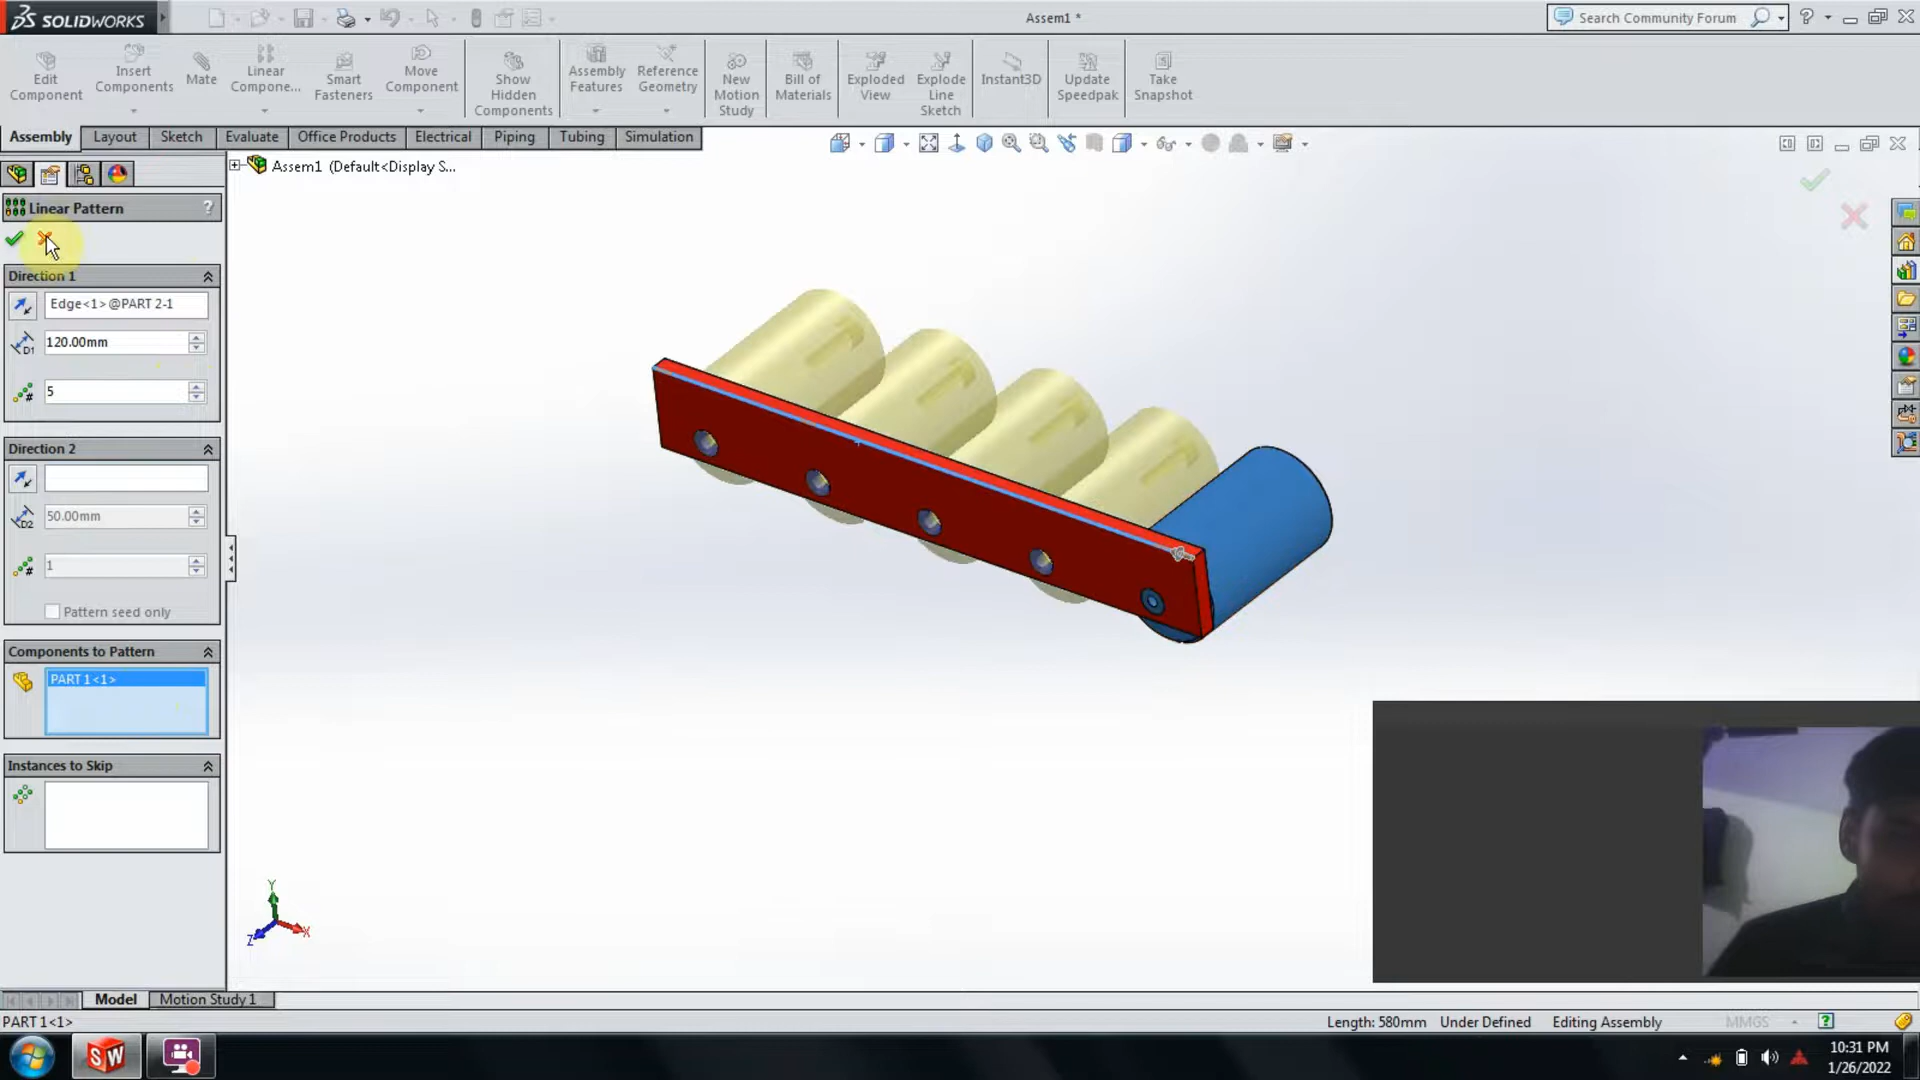 SOLIDWORKS
Assem1 *
Search Community Forum
Edit Component
Insert Components
Mate
Linear Compone...
Smart Fasteners
Move Component
Show Hidden Components
Assembly Features
Reference Geometry
New Motion Study
Bill of Materials
Exploded View
Explode Line Sketch
Instant3D
Update Speedpak
Take Snapshot
Assembly
Layout
Sketch
Evaluate
Office Products
Electrical
Piping
Tubing
Simulation
Assem1 (Default<Display S...
Linear Pattern
?
Direction 1
Edge<1>@PART 2-1
D1
120.00mm
#
5
Direction 2
D2
50.00mm
#
1
Pattern seed only
Components to Pattern
PART 1<1>
Instances to Skip
Y
X
Z
Model
Motion Study 1
PART 1<1>
Length: 580mm
Under Defined
Editing Assembly
MMGS
?
SW
10:31 PM
1/26/2022